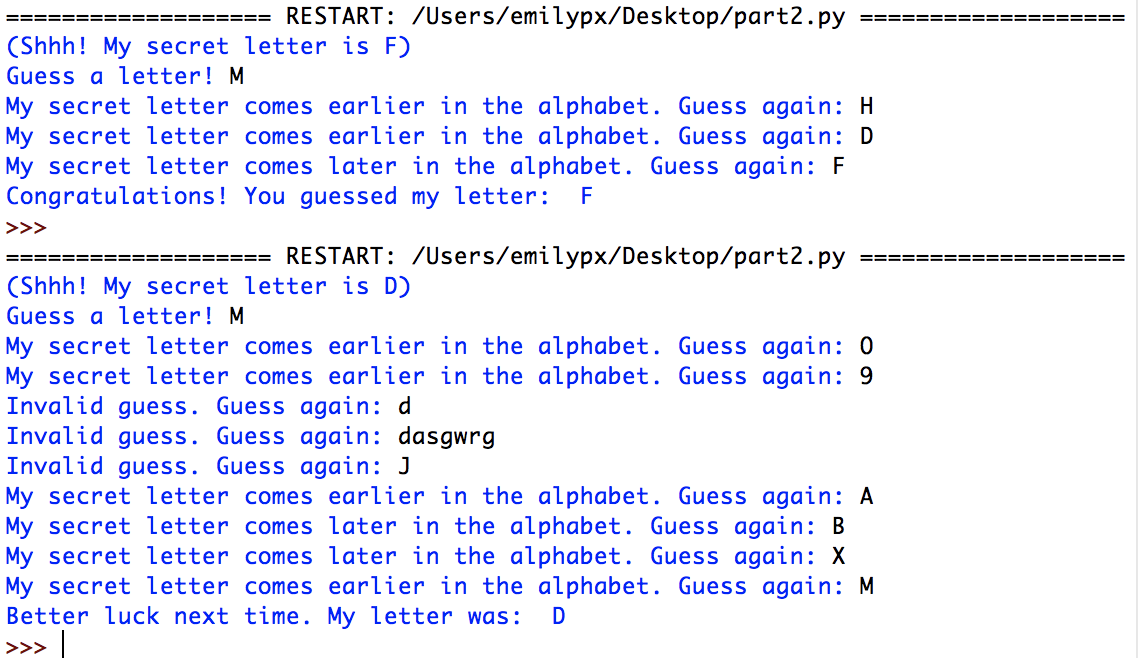 =================== RESTART: /Users/emilypx/Desktop/part2.py ===================
(Shhh! My secret letter is F)
Guess a letter! M
My secret letter comes earlier in the alphabet. Guess again: H
My secret letter comes earlier in the alphabet. Guess again: D
My secret letter comes later in the alphabet. Guess again: F
Congratulations! You guessed my letter:  F
>>>
=================== RESTART: /Users/emilypx/Desktop/part2.py ===================
(Shhh! My secret letter is D)
Guess a letter! M
My secret letter comes earlier in the alphabet. Guess again: O
My secret letter comes earlier in the alphabet. Guess again: 9
Invalid guess. Guess again: d
Invalid guess. Guess again: dasgwrg
Invalid guess. Guess again: J
My secret letter comes earlier in the alphabet. Guess again: A
My secret letter comes later in the alphabet. Guess again: B
My secret letter comes later in the alphabet. Guess again: X
My secret letter comes earlier in the alphabet. Guess again: M
Better luck next time. My letter was:  D
>>>